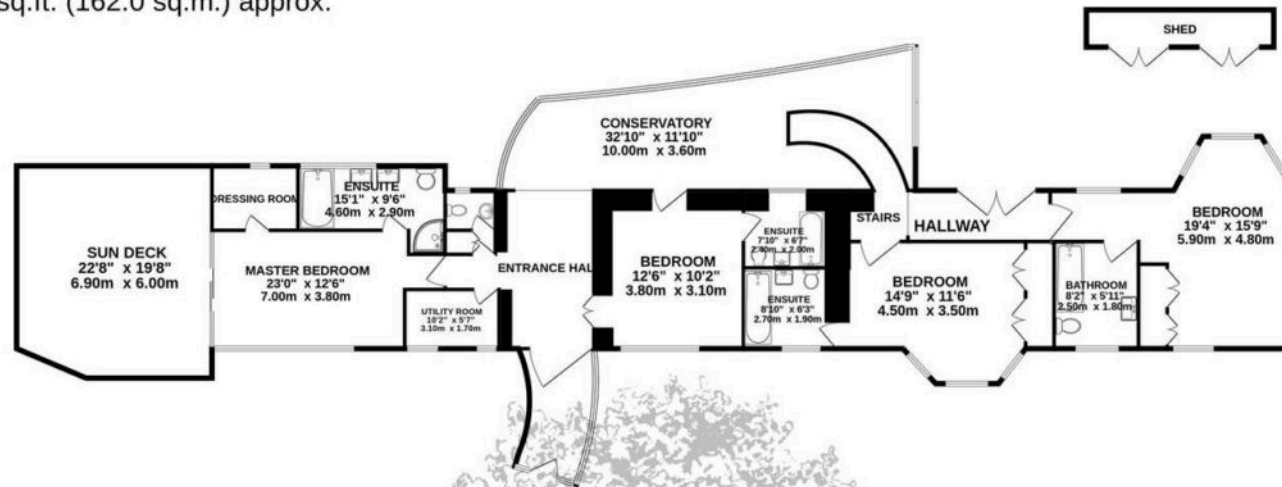 sq.ft. (162.0 sq.m.) approx.
SHED
CONSERVATORY
32'10" x 11'10"
10.00m x 3.60m
SUN DECK
22'8" x 19'8"
6.90m x 6.00m
DRESSING ROOM
ENSUITE
15'1" x 9'6"
4.60m x 2.90m
MASTER BEDROOM
23'0" x 12'6"
7.00m x 3.80m
UTILITY ROOM
10'2" x 5'7"
3.10m x 1.70m
ENTRANCE HAL
BEDROOM
12'6" x 10'2"
3.80m x 3.10m
ENSUITE
7'10" x 6'7"
2.40m x 2.00m
ENSUITE
8'10" x 6'3"
2.70m x 1.90m
STAIRS
HALLWAY
BEDROOM
14'9" x 11'6"
4.50m x 3.50m
BATHROOM
8'2" x 5'11"
2.50m x 1.80m
BEDROOM
19'4" x 15'9"
5.90m x 4.80m